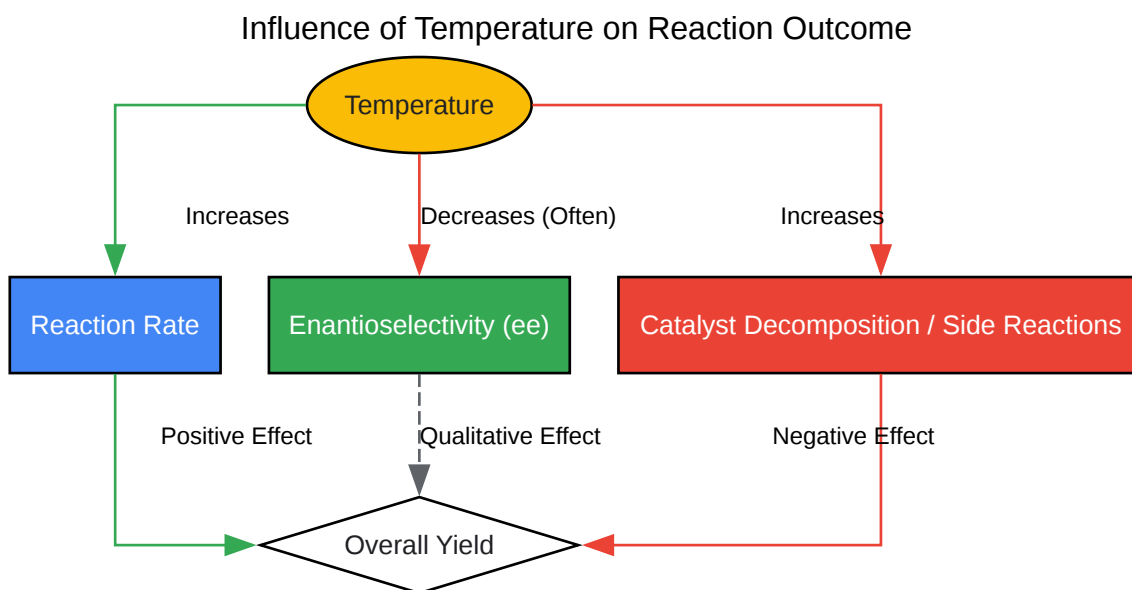 Influence of Temperature on Reaction Outcome
Temperature
Increases
Decreases (Often)
Increases
Reaction Rate
Enantioselectivity (ee)
Catalyst Decomposition / Side Reactions
Positive Effect
Qualitative Effect
Negative Effect
Overall Yield